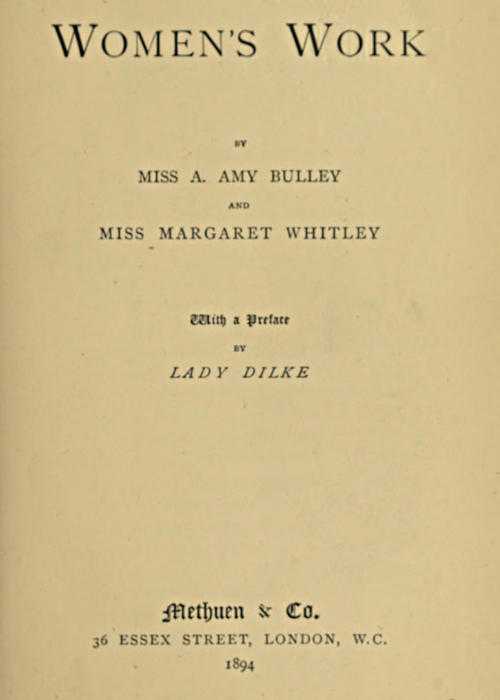 WOMEN'S WORK
BY
MISS A. AMY BULLEY
AND
MISS MARGARET WHITLEY
With a Preface
BY
LADY DILKE
Methuen & Co.
36 ESSEX STREET, LONDON, W.C.
1894